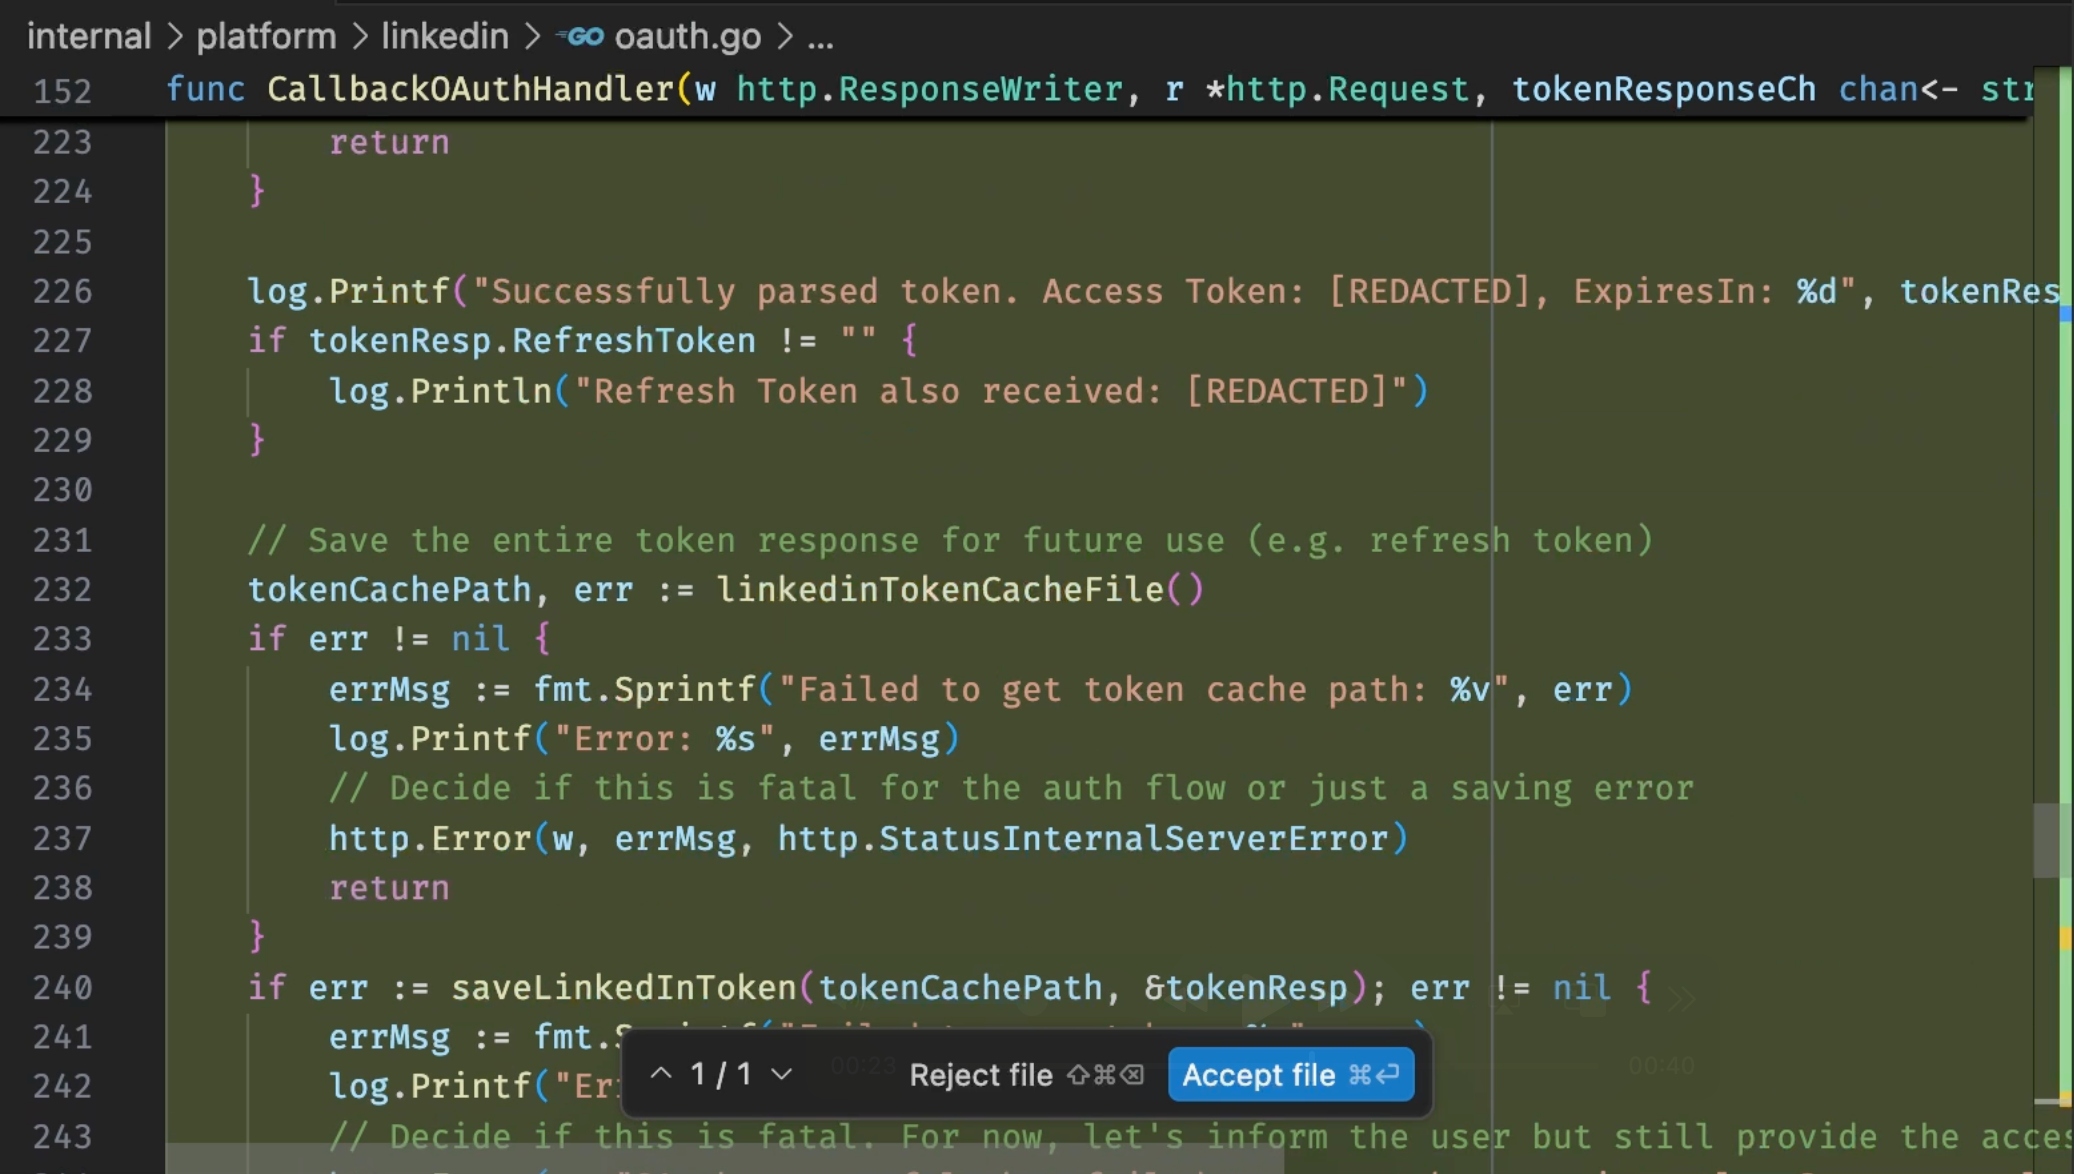 internal > platform > linkedin > GO oauth.go > ...
152 func CallbackOAuthHandler(w http.ResponseWriter, r *http.Request, tokenResponseCh chan<- str
223 return
224 }
225
226 log.Printf("Successfully parsed token. Access Token: [REDACTED], ExpiresIn: %d", tokenRes
227 if tokenResp.RefreshToken != "" {
228 log.Println("Refresh Token also received: [REDACTED]")
229 }
230
231 // Save the entire token response for future use (e.g. refresh token)
232 tokenCachePath, err := linkedinTokenCacheFile()
233 if err != nil {
234 errMsg := fmt.Sprintf("Failed to get token cache path: %v", err)
235 log.Printf("Error: %s", errMsg)
236 // Decide if this is fatal for the auth flow or just a saving error
237 http.Error(w, errMsg, http.StatusInternalServerError)
238 return
239 }
240 if err := saveLinkedInToken(tokenCachePath, &tokenResp); err != nil {
241 errMsg := fmt.
242 log.Printf("Er
1 / 1 00:23 Reject file ⇧⌘⌫ Accept file ⌘⏎ 00:40
243 // Decide if this is fatal. For now, let's inform the user but still provide the acces